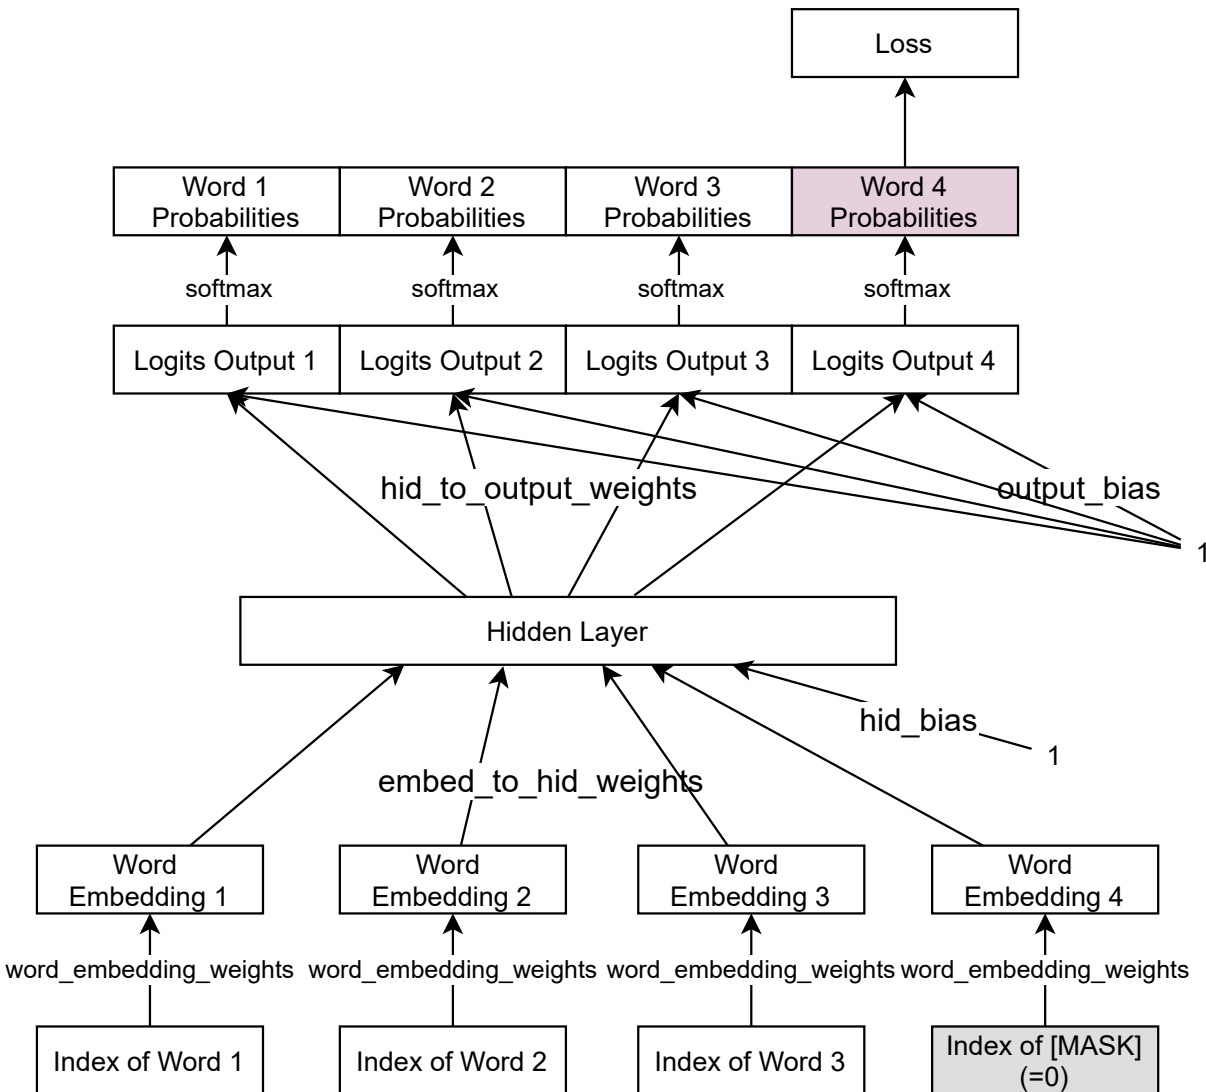 Loss
Word 1
Probabilities
Word 2
Probabilities
Word 3
Probabilities
Word 4
Probabilities
softmax
softmax
softmax
softmax
Logits Output 1
Logits Output 2
Logits Output 3
Logits Output 4
hid_to_output_weights
output_bias
1
Hidden Layer
hid_bias
1
embed_to_hid_weights
Word
Embedding 1
Word
Embedding 2
Word
Embedding 3
Word
Embedding 4
word_embedding_weights
word_embedding_weights
word_embedding_weights
word_embedding_weights
Index of Word 1
Index of Word 2
Index of Word 3
Index of [MASK]
(=0)